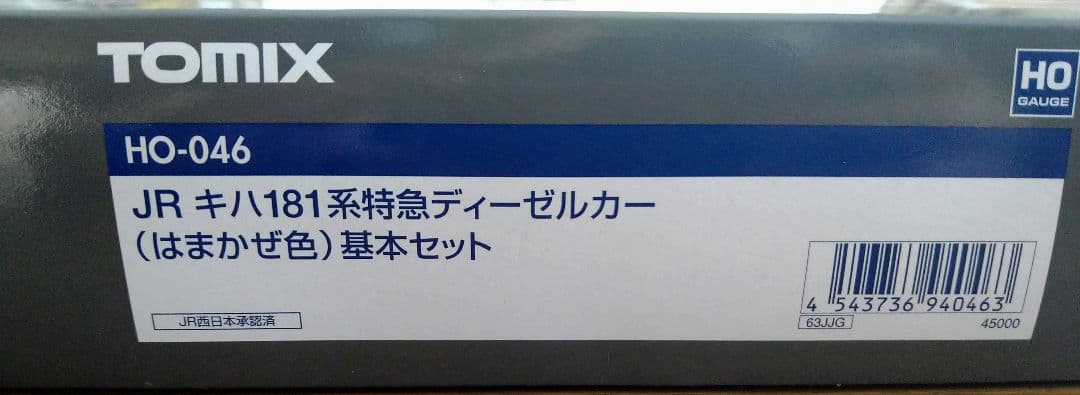 TOMIX
HO
GAUGE
HO-046
JR キハ181系特急ディーゼルカー
(はまかぜ色)基本セット
4 543736 940463
JR西日本承認済
63JJG
45000